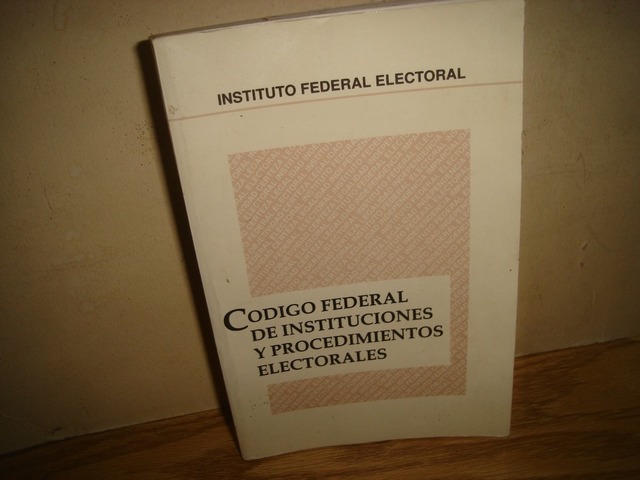 INSTITUTO FEDERAL ELECTORAL
CODIGO FEDERAL
DE INSTITUCIONES
Y PROCEDIMIENTOS
ELECTORALES